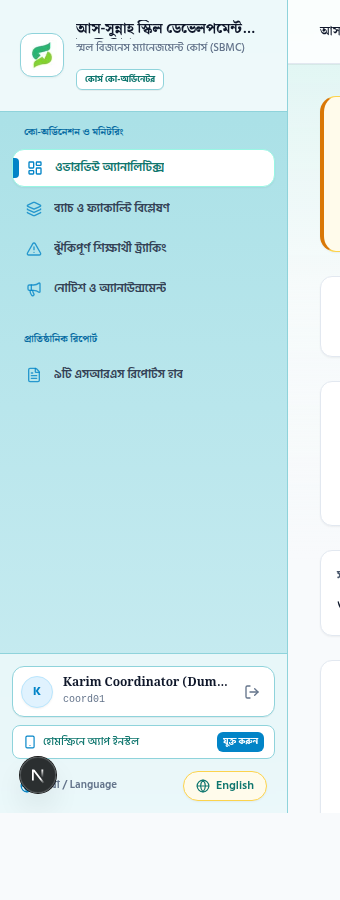 আস-সুন্নাহ স্কিল ডেভেলপমেন্ট...
স্মল বিজনেস ম্যানেজমেন্ট কোর্স (SBMC)
কোর্স কো-অর্ডিনেটর
কো-অর্ডিনেশন ও মনিটরিং
ওভারভিউ অ্যানালিটিক্স
ব্যাচ ও ফ্যাকাল্টি বিশ্লেষণ
ঝুঁকিপূর্ণ শিক্ষার্থী ট্র্যাকিং
নোটিশ ও অ্যানাউন্সমেন্ট
প্রাতিষ্ঠানিক রিপোর্ট
৯টি এসআরএস রিপোর্টস হাব
K
Karim Coordinator (Dum...
coord01
হোমস্ক্রিনে অ্যাপ ইনস্টল
যুক্ত করুন
N
/ Language
English
আস